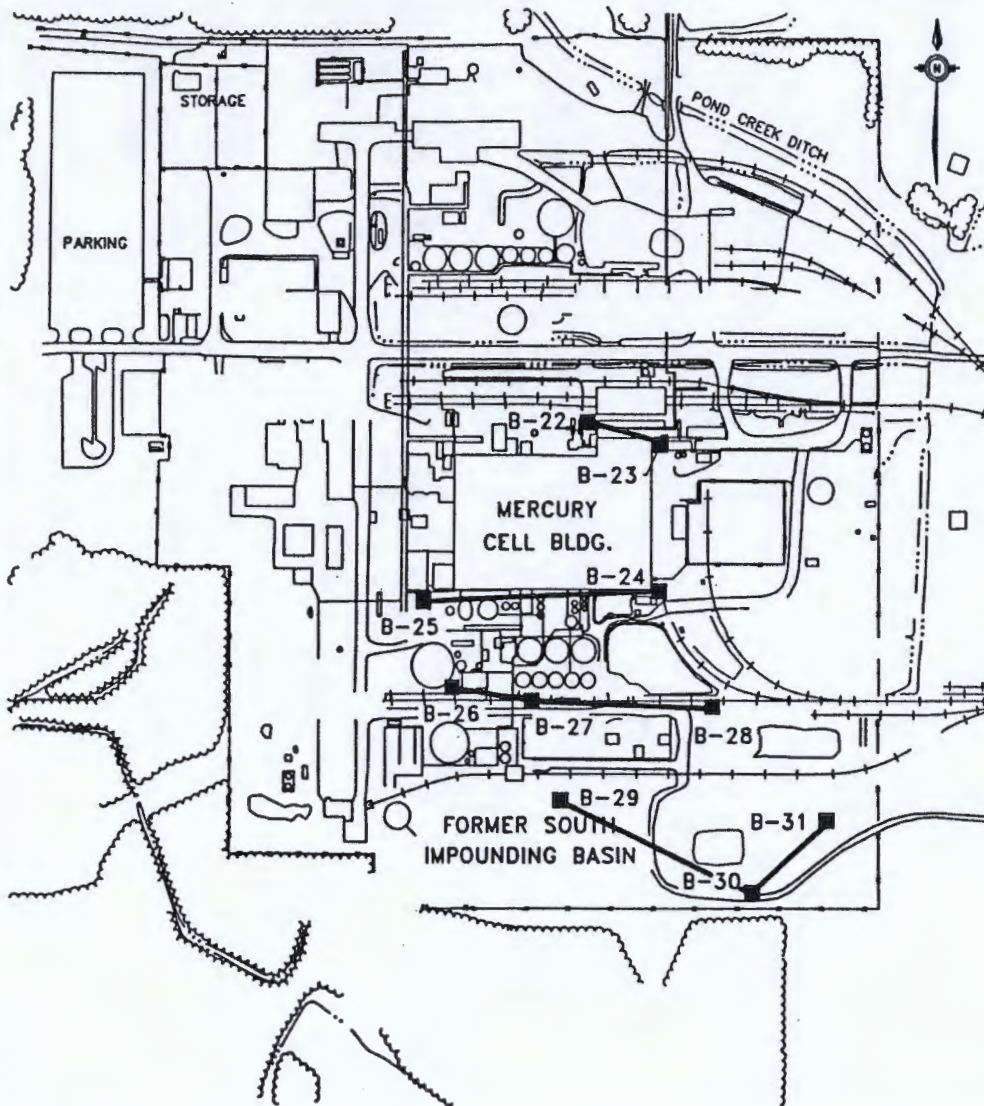 N
STORAGE
POND CREEK DITCH
PARKING
B-22
B-23
MERCURY
CELL BLDG.
B-24
B-25
B-26
B-27
B-28
B-29
B-31
FORMER SOUTH
IMPOUNDING BASIN
B-30